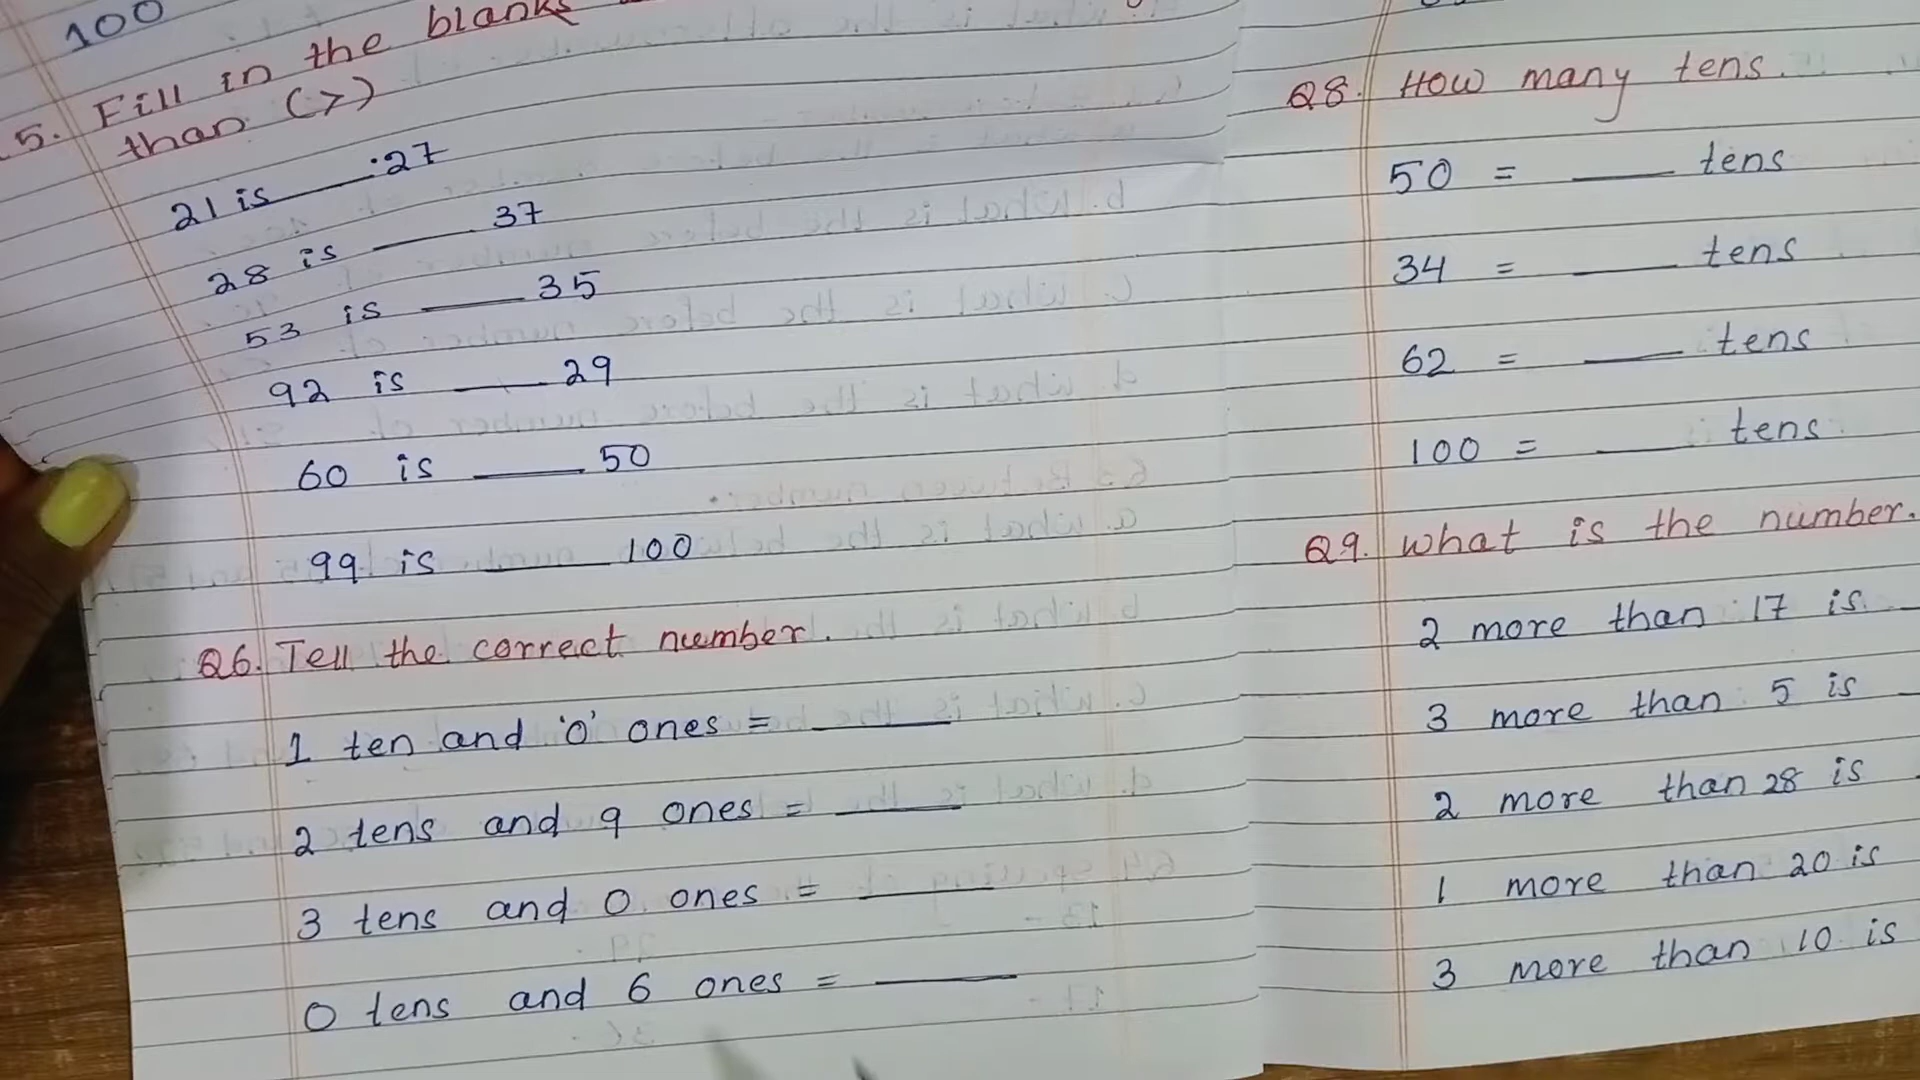 100
5. Fill in the blanks
than (>)
21 is ____ .27
28 is ____ 37
53 is ____ 35
92 is ____ 29
60 is ____ 50
99 is ____ 100
Q6. Tell the correct number.
1 ten and '0' ones = ____
2 tens and 9 ones = ____
3 tens and 0 ones = ____
0 tens and 6 ones = ____
Q8. How many tens.
50 = ____ tens
34 = ____ tens
62 = ____ tens
100 = ____ tens
Q9. What is the number.
2 more than 17 is
3 more than 5 is
2 more than 28 is
1 more than 20 is
3 more than 10 is